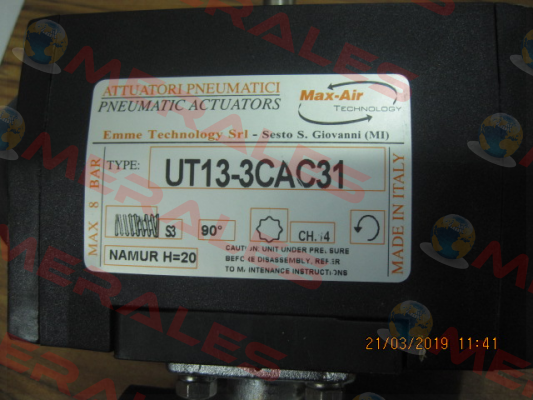 MERALES
ATTUATORI PNEUMATICI
PNEUMATIC ACTUATORS
Max-Air
TECHNOLOGY
Emme Technology Srl - Sesto S. Giovanni (MI)
MAX 8 BAR
TYPE:
UT13-3CAC31
MADE IN ITALY
S3
90°
CH.
NAMUR H=20
CAUTION: UNIT UNDER PRESSURE
BEFORE DISASSEMBLY, REFER
TO MAINTENANCE INSTRUCTIONS
21/03/2019 11:41